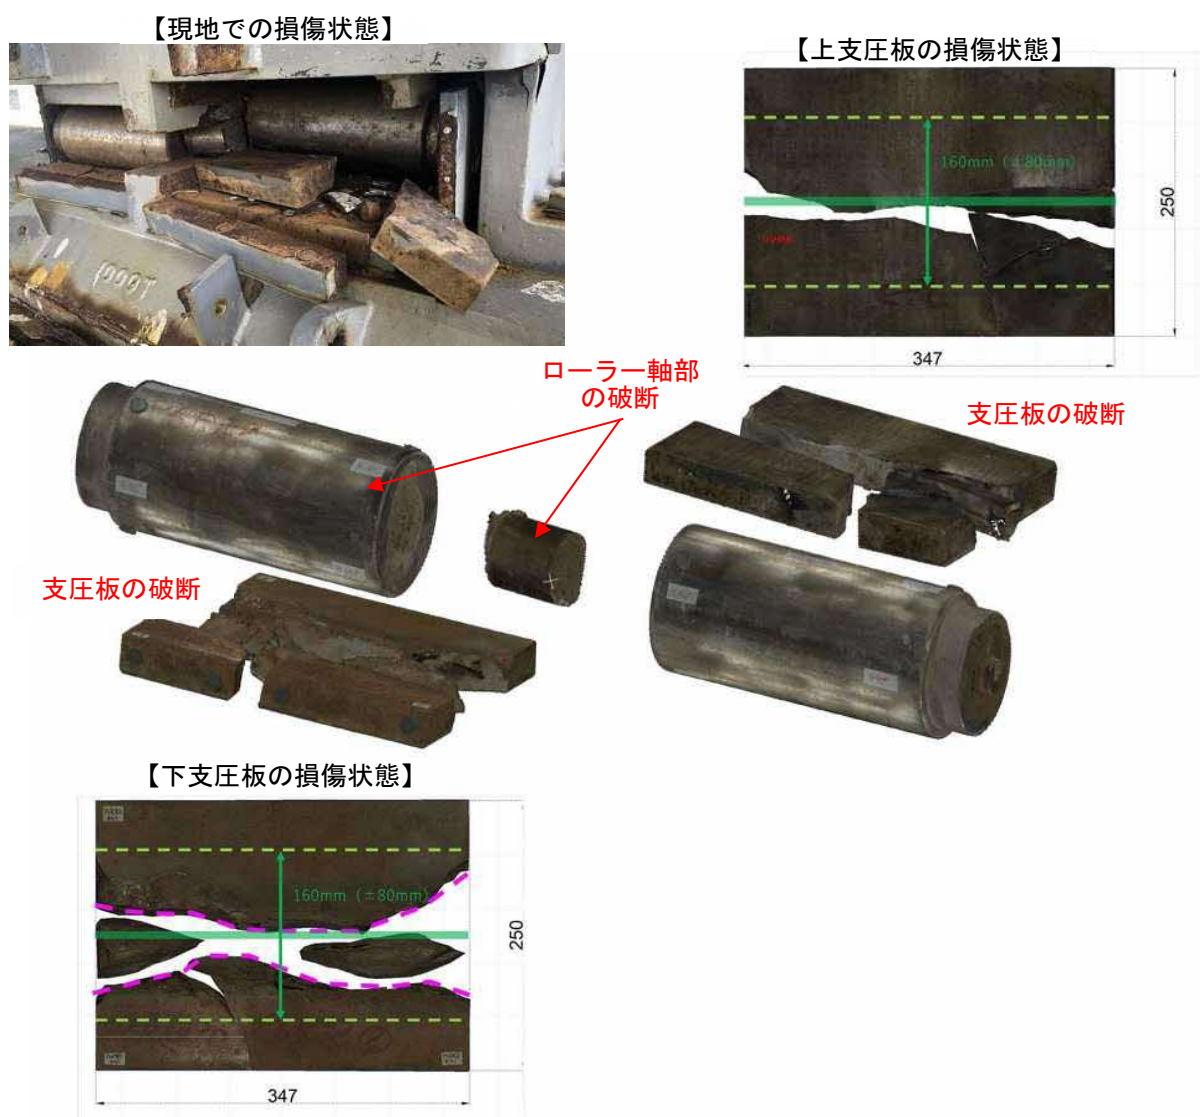 【現地での損傷状態】
【上支圧板の損傷状態】
1000T
160mm（±80mm）
250
347
ローラー軸部
の破断
支圧板の破断
支圧板の破断
【下支圧板の損傷状態】
160mm（±80mm）
250
347